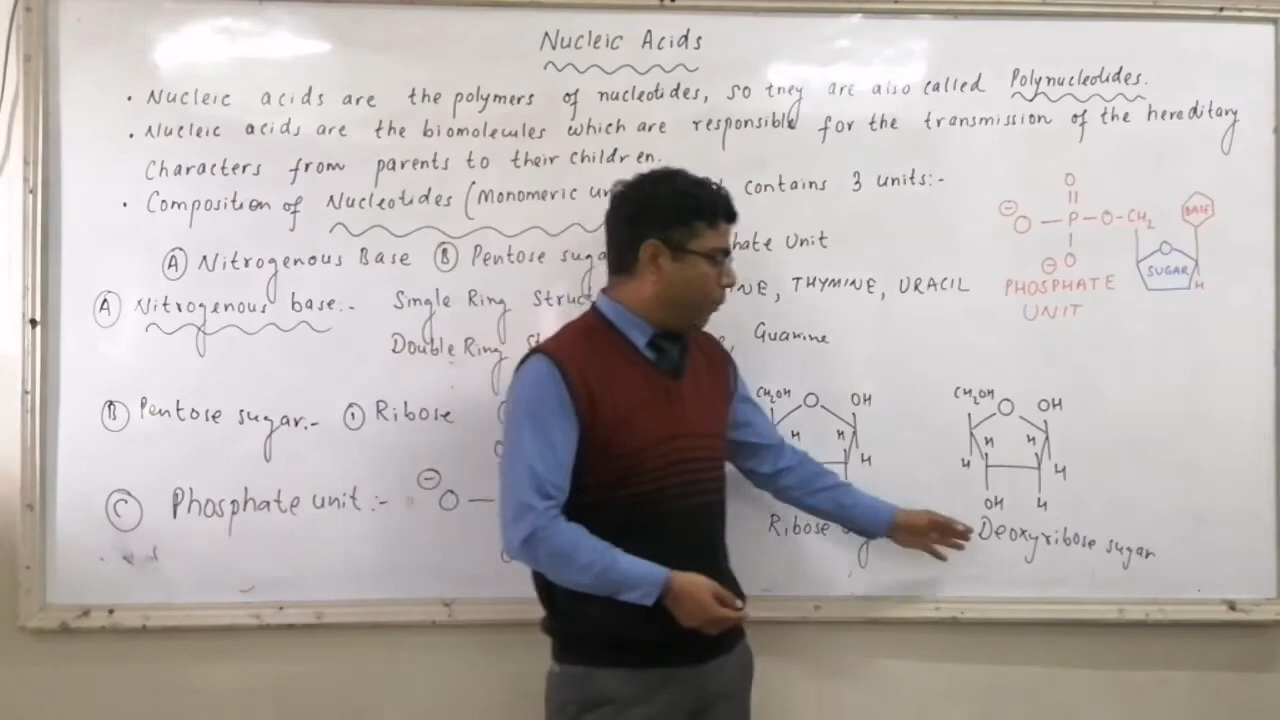 Nucleic Acids
. Nucleic acids are the polymers of nucleotides, so they are also called Polynucleotides.
. Nucleic acids are the biomolecules which are responsible for the transmission of the hereditary
Characters from parents to their children.
. Composition of Nucleotides (Monomeric contains 3 units:-
(A) Nitrogenous Base (B) Pentose Unit
(A) Nitrogenous base:- Single Ring THYMINE, URACIL
Double Ring Guanine
(B) Pentose sugar:- (1) Ribose
(C) Phosphate unit:- ⊖ O —
O
⊖ O — P — O - CH2 BASE
O
⊖ O
SUGAR
H
PHOSPHATE
UNIT
CH2OH O OH
H H
H
Ribose
CH2OH O OH
H H
H H
OH H
Deoxyribose sugar